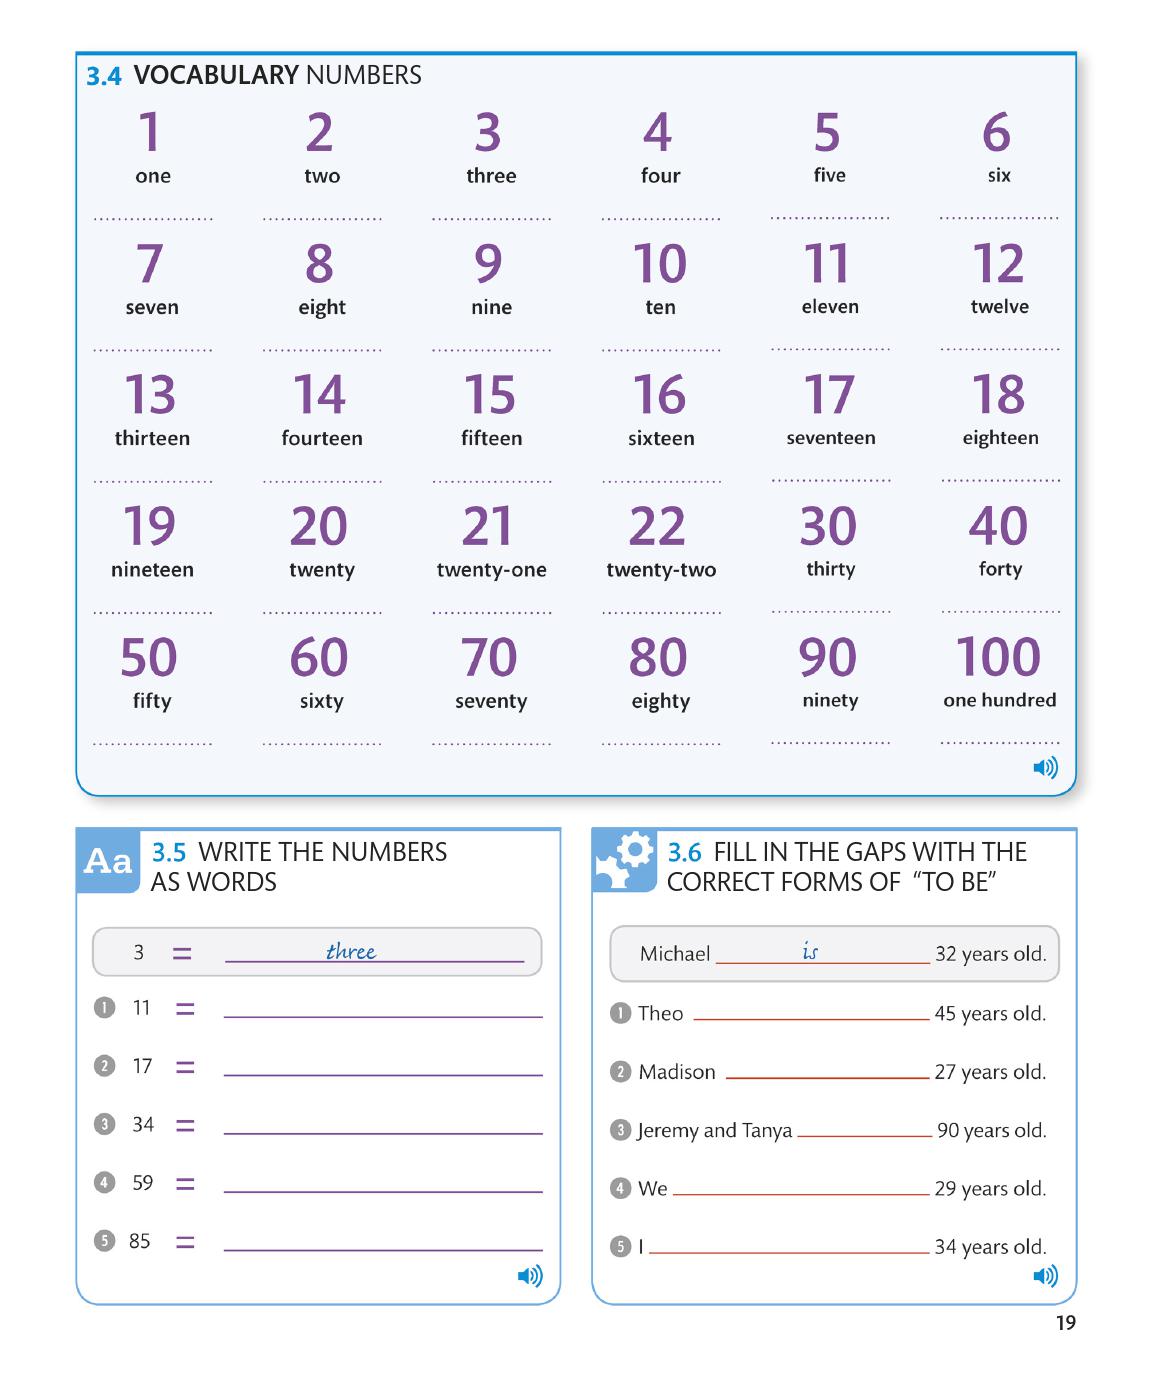 3.4 VOCABULARY NUMBERS
1 2 3 4 5 6
one two three four five six
7 8 9 10 11 12
seven eight nine ten eleven twelve
13 14 15 16 17 18
thirteen fourteen fifteen sixteen seventeen eighteen
19 20 21 22 30 40
nineteen twenty twenty-one twenty-two thirty forty
50 60 70 80 90 100
fifty sixty seventy eighty ninety one hundred
Aa 3.5 WRITE THE NUMBERS
AS WORDS
3 = three
1 11 =
2 17 =
3 34 =
4 59 =
5 85 =
3.6 FILL IN THE GAPS WITH THE
CORRECT FORMS OF “TO BE”
Michael is 32 years old.
1 Theo 45 years old.
2 Madison 27 years old.
3 Jeremy and Tanya 90 years old.
4 We 29 years old.
5 I 34 years old.
19